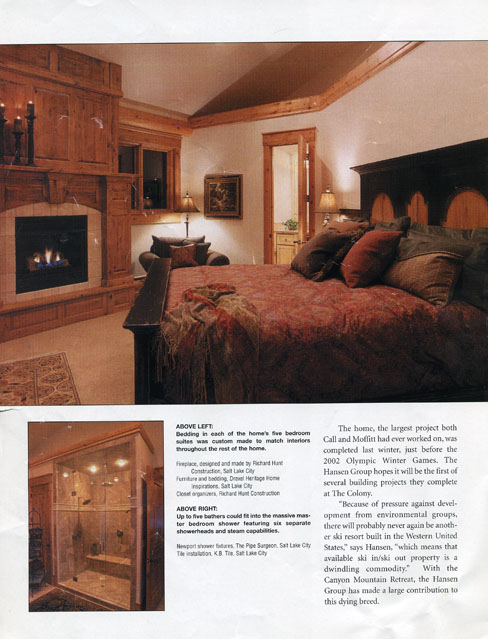 ABOVE LEFT:
Bedding in each of the home's five bedroom
suites was custom made to match interiors
throughout the rest of the home.
Fireplace, designed and made by Richard Hunt
Construction, Salt Lake City
Furniture and bedding, Drexel Heritage Home
Inspirations, Salt Lake City
Closet organizers, Richard Hunt Construction
ABOVE RIGHT:
Up to five bathers could fit into the massive mas-
ter bedroom shower featuring six separate
showerheads and steam capabilities.
Newport shower fixtures, The Pipe Surgeon, Salt Lake City
Tile installation, K.B. Tile, Salt Lake City
The home, the largest project both
Call and Moffitt had ever worked on, was
completed last winter, just before the
2002 Olympic Winter Games. The
Hansen Group hopes it will be the first of
several building projects they complete
at The Colony.
"Because of pressure against devel-
opment from environmental groups,
there will probably never again be anoth-
er ski resort built in the Western United
States," says Hansen, "which means that
available ski in/ski out property is a
dwindling commodity." With the
Canyon Mountain Retreat, the Hansen
Group has made a large contribution to
this dying breed.